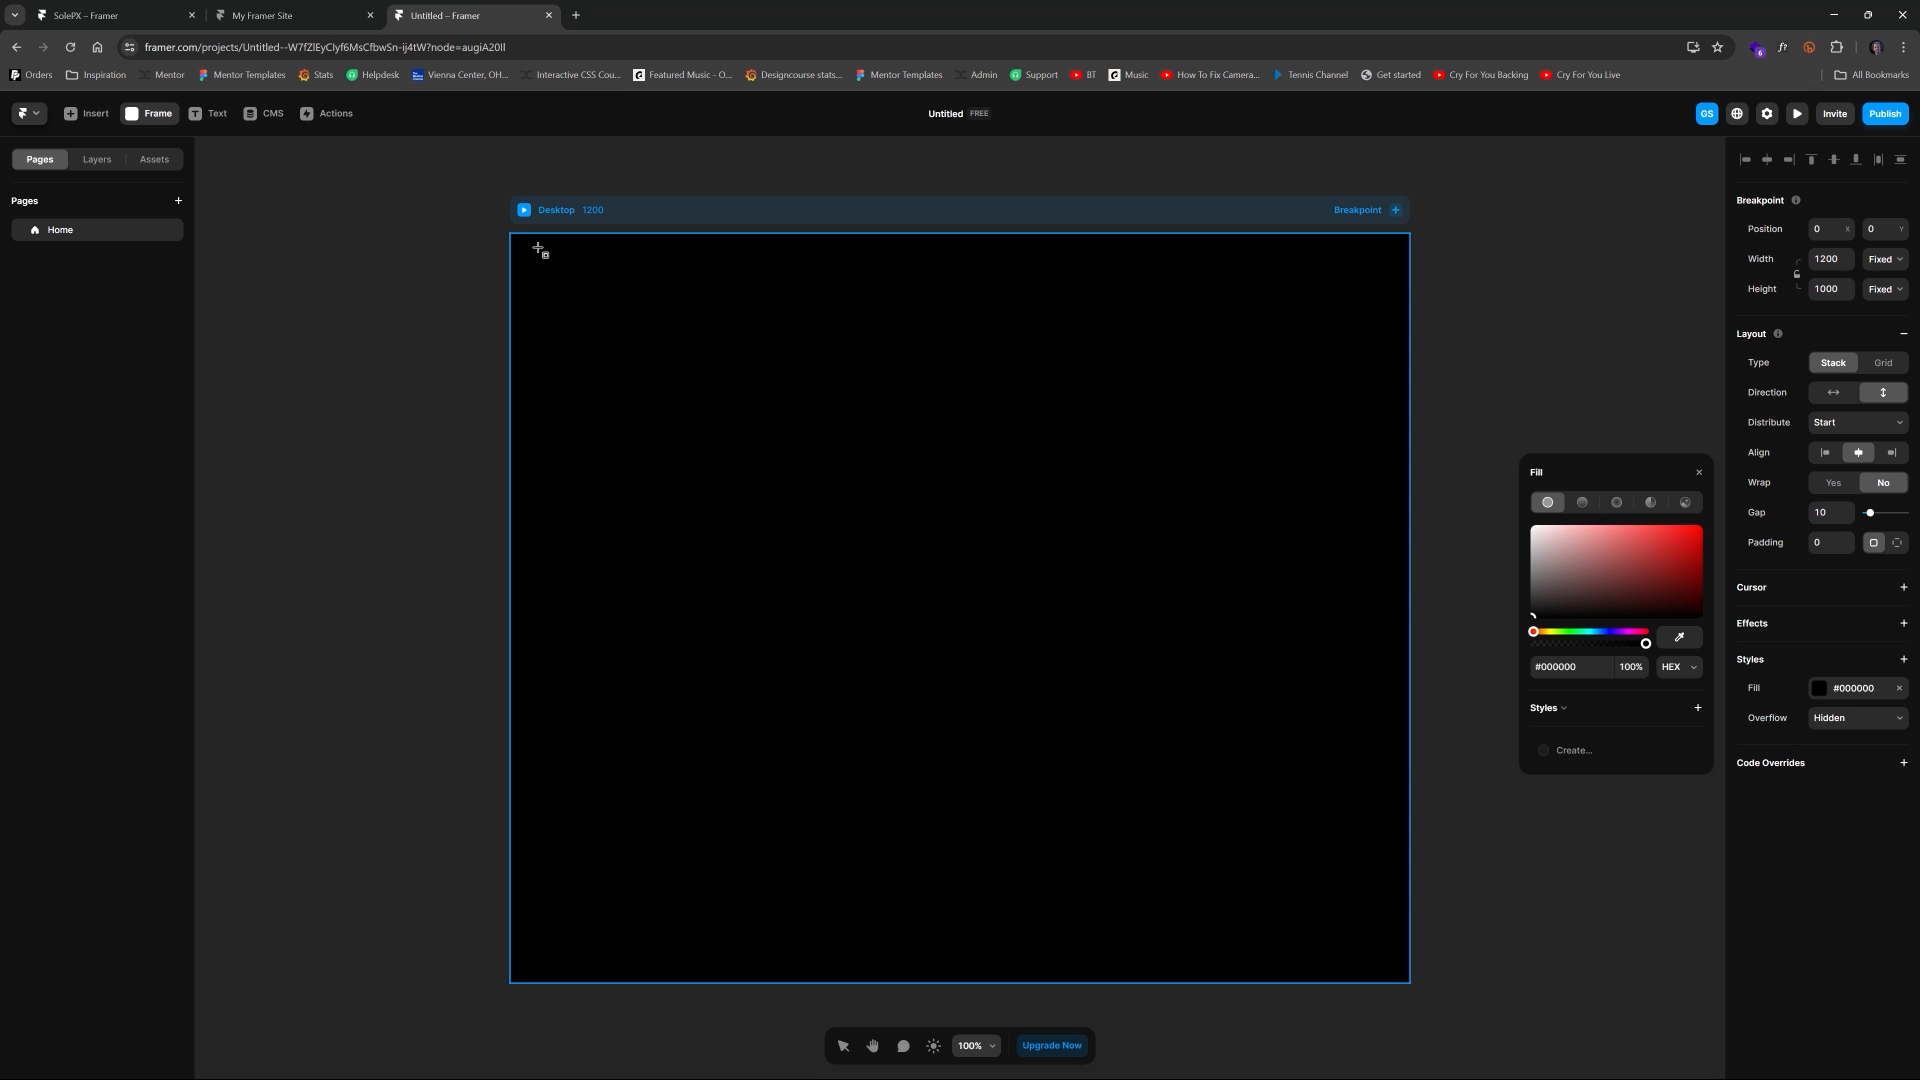 SolePX – Framer
My Framer Site
Untitled – Framer
framer.com/projects/Untitled--W7fZlEyClyf6MsCfbwSn-ij4tW?node=augiA20Il
6
f?
Orders
Inspiration
Mentor
Mentor Templates
Stats
Helpdesk
Vienna Center, OH...
Interactive CSS Cou...
Featured Music - O...
Designcourse stats...
Mentor Templates
Admin
Support
BT
Music
How To Fix Camera...
Tennis Channel
Get started
Cry For You Backing
Cry For You Live
All Bookmarks
Insert
Frame
Text
CMS
Actions
Untitled FREE
GS
Invite
Publish
Pages
Layers
Assets
Pages
Home
Desktop 1200
Breakpoint
Breakpoint
Position 0 X 0 Y
Width 1200 Fixed
Height 1000 Fixed
Layout
Type Stack Grid
Direction
Distribute Start
Align
Wrap Yes No
Gap 10
Padding 0
Cursor
Effects
Styles
Fill #000000
Overflow Hidden
Code Overrides
Fill
#000000 100% HEX
Styles
Create...
100%
Upgrade Now